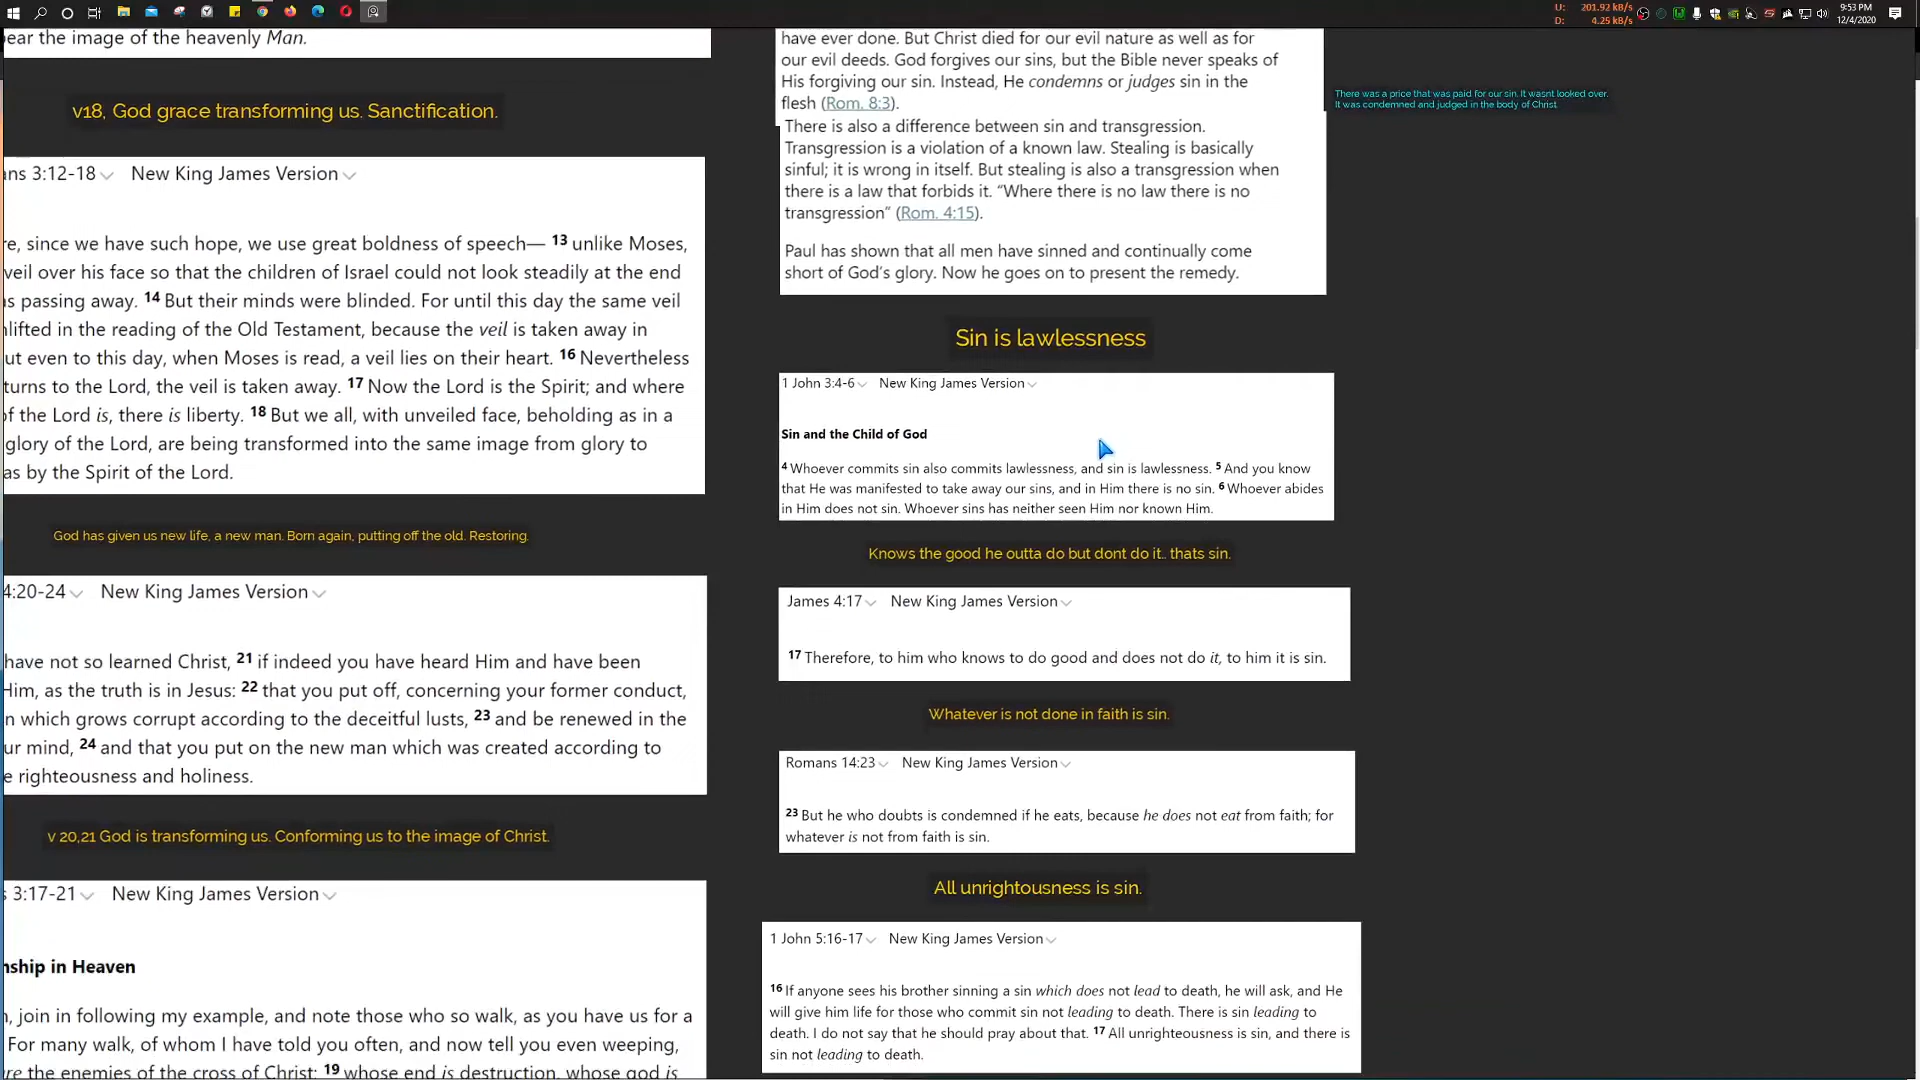 U: 201.92 kB/s
D: 4.25 kB/s
9:53 PM
12/4/2020
bear the image of the heavenly Man.
v18, God grace transforming us. Sanctification.
ans 3:12-18 New King James Version
re, since we have such hope, we use great boldness of speech— 13 unlike Moses,
veil over his face so that the children of Israel could not look steadily at the end
as passing away. 14 But their minds were blinded. For until this day the same veil
nlifted in the reading of the Old Testament, because the veil is taken away in
ut even to this day, when Moses is read, a veil lies on their heart. 16 Nevertheless
turns to the Lord, the veil is taken away. 17 Now the Lord is the Spirit; and where
of the Lord is, there is liberty. 18 But we all, with unveiled face, beholding as in a
glory of the Lord, are being transformed into the same image from glory to
as by the Spirit of the Lord.
God has given us new life, a new man. Born again, putting off the old. Restoring.
4:20-24 New King James Version
have not so learned Christ, 21 if indeed you have heard Him and have been
Him, as the truth is in Jesus: 22 that you put off, concerning your former conduct,
n which grows corrupt according to the deceitful lusts, 23 and be renewed in the
ur mind, 24 and that you put on the new man which was created according to
e righteousness and holiness.
v 20,21 God is transforming us. Conforming us to the image of Christ.
s 3:17-21 New King James Version
nship in Heaven
n, join in following my example, and note those who so walk, as you have us for a
For many walk, of whom I have told you often, and now tell you even weeping,
are the enemies of the cross of Christ: 19 whose end is destruction, whose god is
have ever done. But Christ died for our evil nature as well as for
our evil deeds. God forgives our sins, but the Bible never speaks of
His forgiving our sin. Instead, He condemns or judges sin in the
flesh (Rom. 8:3).
There is also a difference between sin and transgression.
Transgression is a violation of a known law. Stealing is basically
sinful; it is wrong in itself. But stealing is also a transgression when
there is a law that forbids it. “Where there is no law there is no
transgression” (Rom. 4:15).
Paul has shown that all men have sinned and continually come
short of God’s glory. Now he goes on to present the remedy.
Sin is lawlessness
1 John 3:4-6 New King James Version
Sin and the Child of God
4 Whoever commits sin also commits lawlessness, and sin is lawlessness. 5 And you know
that He was manifested to take away our sins, and in Him there is no sin. 6 Whoever abides
in Him does not sin. Whoever sins has neither seen Him nor known Him.
Knows the good he outta do but dont do it.. thats sin.
James 4:17 New King James Version
17 Therefore, to him who knows to do good and does not do it, to him it is sin.
Whatever is not done in faith is sin.
Romans 14:23 New King James Version
23 But he who doubts is condemned if he eats, because he does not eat from faith; for
whatever is not from faith is sin.
All unrightousness is sin.
1 John 5:16-17 New King James Version
16 If anyone sees his brother sinning a sin which does not lead to death, he will ask, and He
will give him life for those who commit sin not leading to death. There is sin leading to
death. I do not say that he should pray about that. 17 All unrighteousness is sin, and there is
sin not leading to death.
There was a price that was paid for our sin. It wasnt looked over.
It was condemned and judged in the body of Christ.